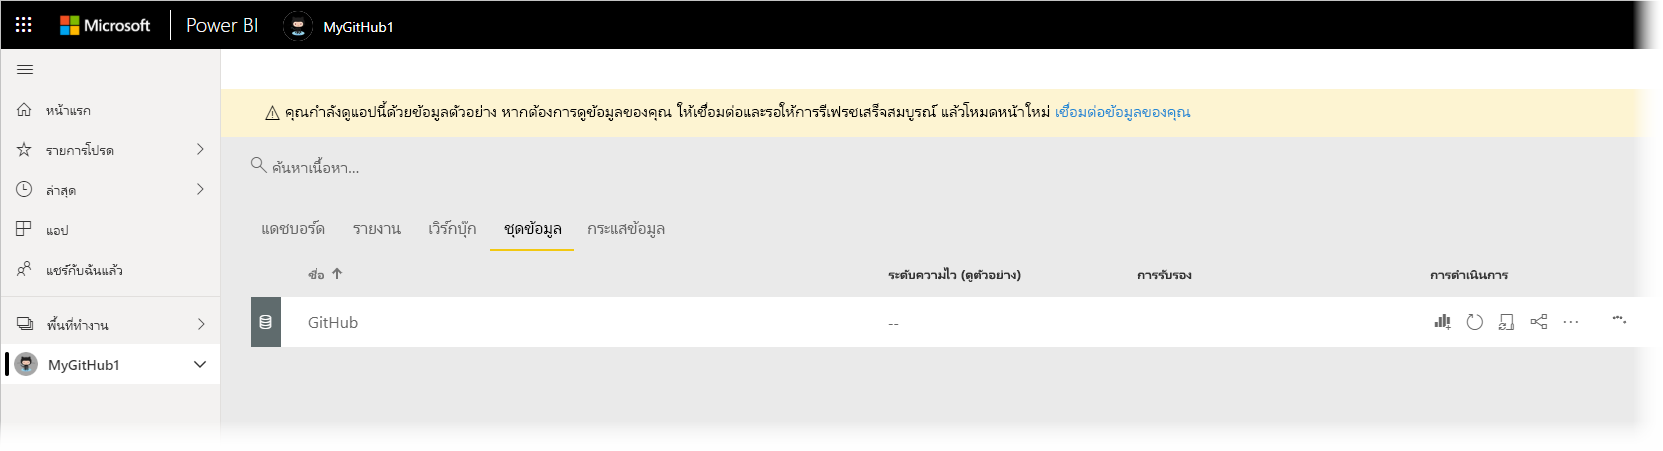 Microsoft Power BI MyGitHub1
คุณกำลังดูแอปนี้ด้วยข้อมูลตัวอย่าง หากต้องการดูข้อมูลของคุณ ให้เชื่อมต่อและรอให้การรีเฟรชเสร็จสมบูรณ์ แล้วโหมดหน้าใหม่ เชื่อมต่อข้อมูลของคุณ
หน้าแรก
รายการโปรด
ล่าสุด
แอป
แชร์กับฉันแล้ว
พื้นที่ทำงาน
MyGitHub1
ค้นหาเนื้อหา...
แดชบอร์ด รายงาน เวิร์กบุ๊ก ชุดข้อมูล กระแสข้อมูล
ชื่อ ระดับความไว (ดูตัวอย่าง) การรับรอง การดำเนินการ
GitHub --